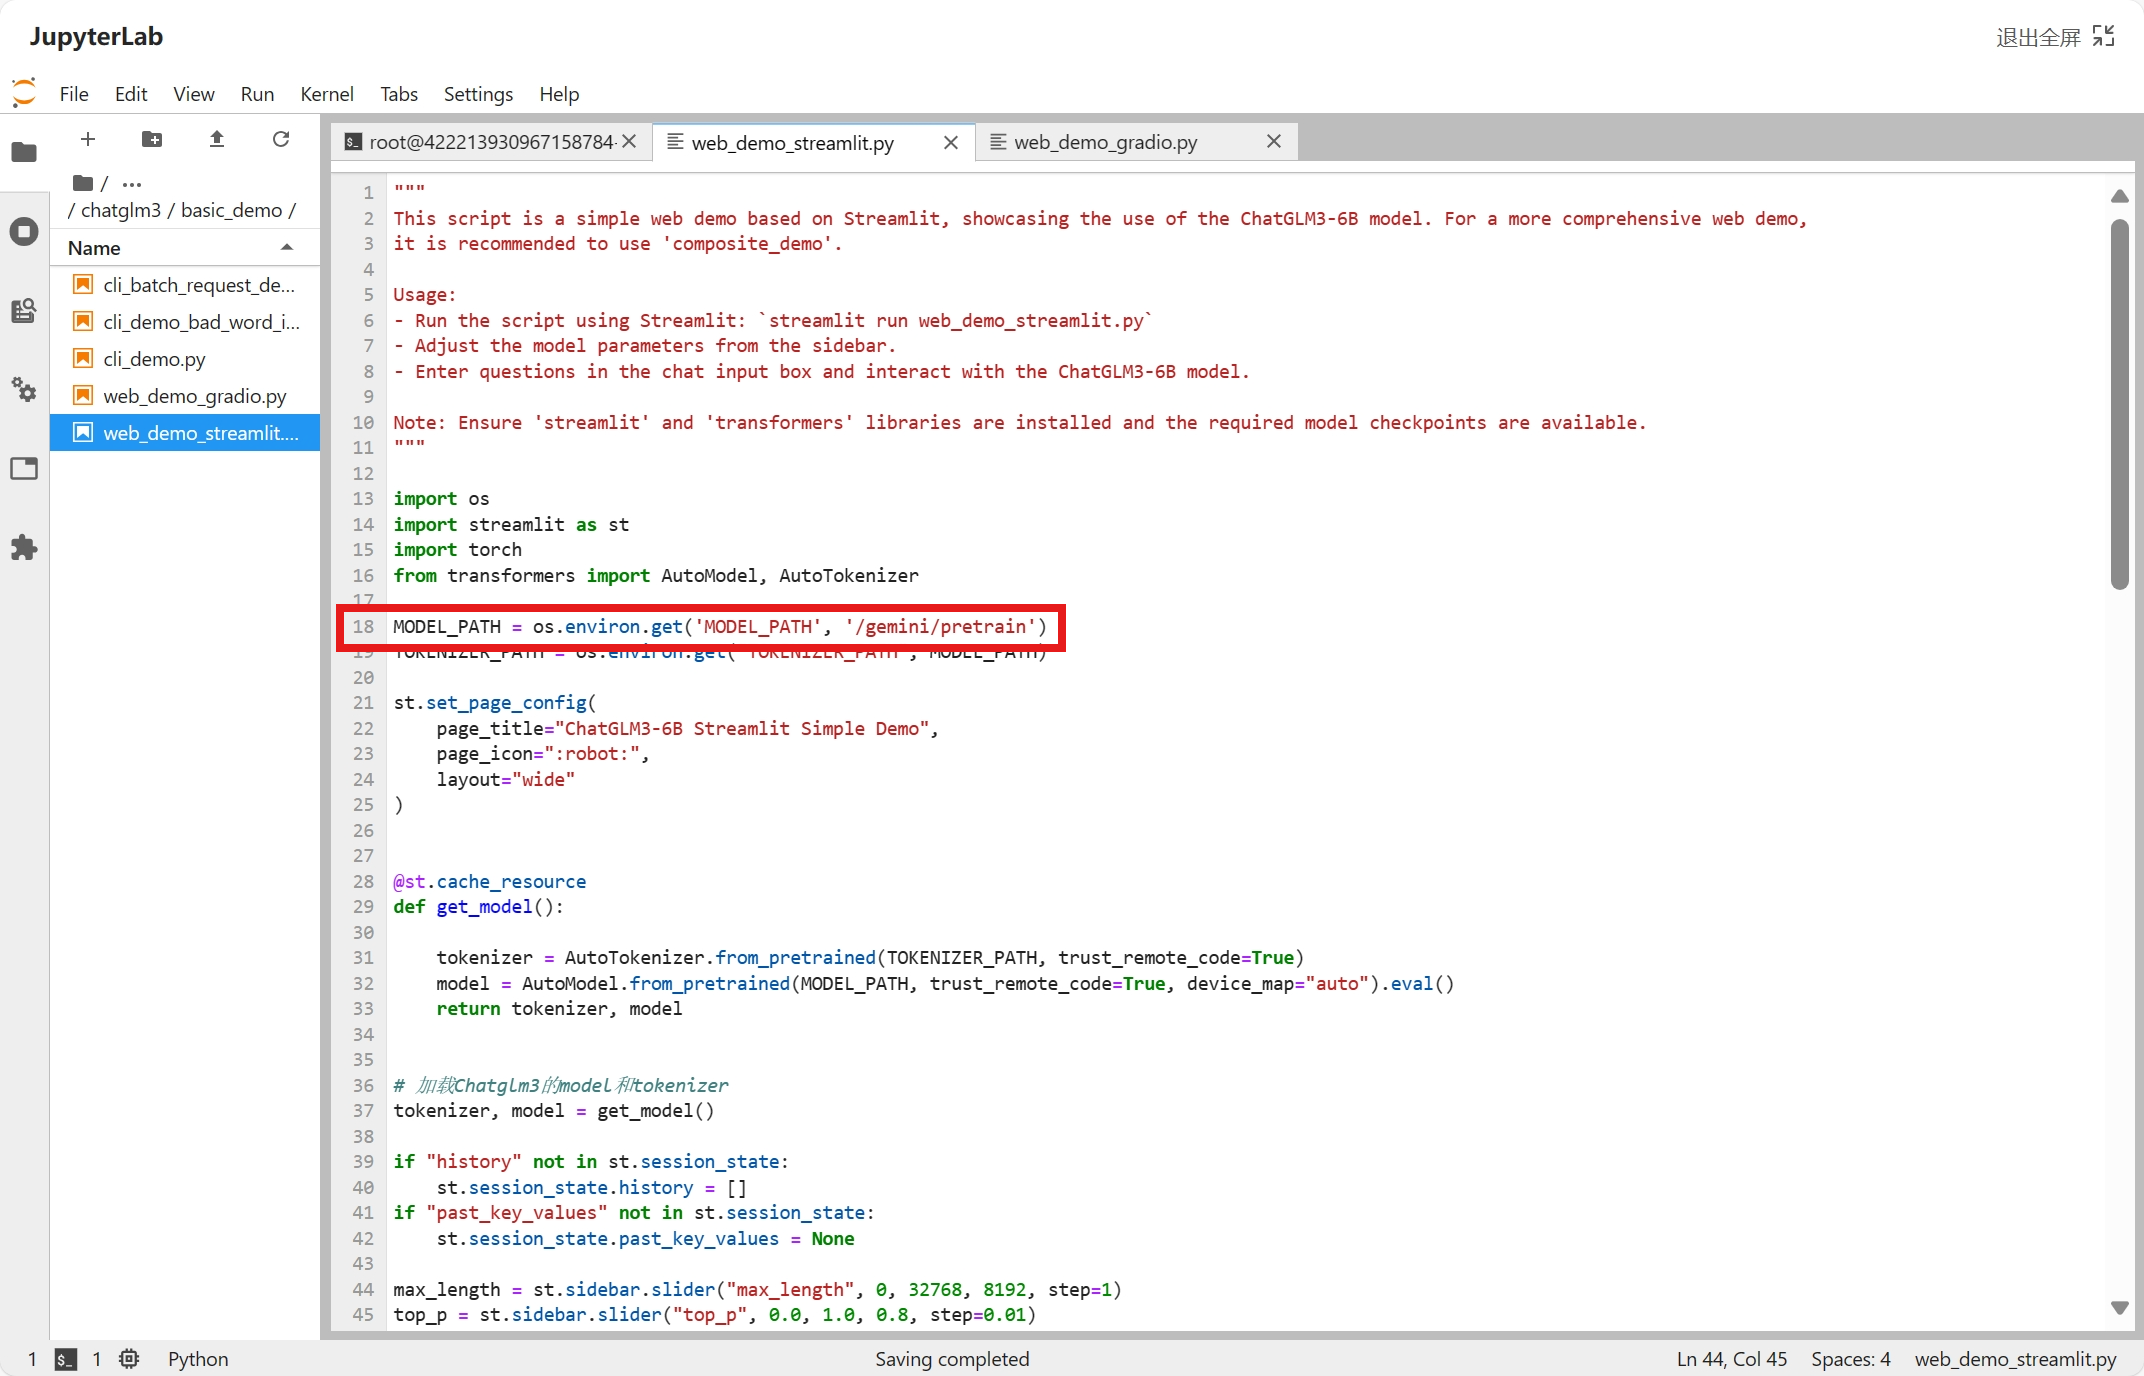 JupyterLab
退出全屏
File Edit View Run Kernel Tabs Settings Help
/ ...
/ chatglm3 / basic_demo /
Name
cli_batch_request_de...
cli_demo_bad_word_i...
cli_demo.py
web_demo_gradio.py
web_demo_streamlit....
root@422213930967158784- web_demo_streamlit.py web_demo_gradio.py
1 """
2 This script is a simple web demo based on Streamlit, showcasing the use of the ChatGLM3-6B model. For a more comprehensive web demo,
3 it is recommended to use 'composite_demo'.
4
5 Usage:
6 - Run the script using Streamlit: `streamlit run web_demo_streamlit.py`
7 - Adjust the model parameters from the sidebar.
8 - Enter questions in the chat input box and interact with the ChatGLM3-6B model.
9
10 Note: Ensure 'streamlit' and 'transformers' libraries are installed and the required model checkpoints are available.
11 """
12
13 import os
14 import streamlit as st
15 import torch
16 from transformers import AutoModel, AutoTokenizer
17
18 MODEL_PATH = os.environ.get('MODEL_PATH', '/gemini/pretrain')
19 TOKENIZER_PATH = os.environ.get("TOKENIZER_PATH", MODEL_PATH)
20
21 st.set_page_config(
22     page_title="ChatGLM3-6B Streamlit Simple Demo",
23     page_icon=":robot:",
24     layout="wide"
25 )
26
27
28 @st.cache_resource
29 def get_model():
30
31     tokenizer = AutoTokenizer.from_pretrained(TOKENIZER_PATH, trust_remote_code=True)
32     model = AutoModel.from_pretrained(MODEL_PATH, trust_remote_code=True, device_map="auto").eval()
33     return tokenizer, model
34
35
36 # 加载Chatglm3的model和tokenizer
37 tokenizer, model = get_model()
38
39 if "history" not in st.session_state:
40     st.session_state.history = []
41 if "past_key_values" not in st.session_state:
42     st.session_state.past_key_values = None
43
44 max_length = st.sidebar.slider("max_length", 0, 32768, 8192, step=1)
45 top_p = st.sidebar.slider("top_p", 0.0, 1.0, 0.8, step=0.01)
1 $_ 1 Python Saving completed Ln 44, Col 45 Spaces: 4 web_demo_streamlit.py